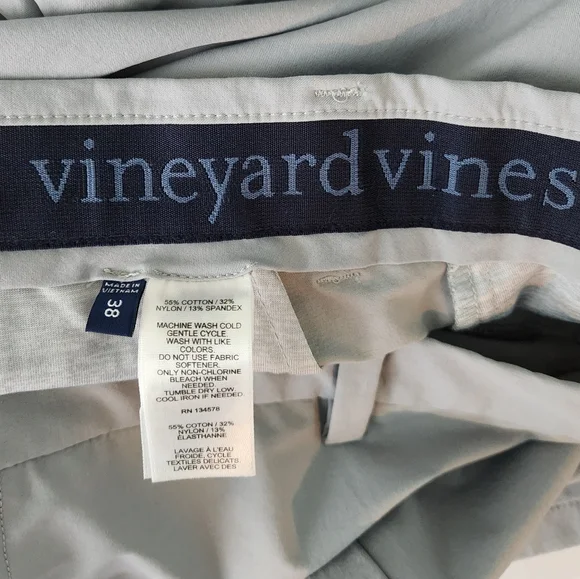 vineyard vines
MADE IN
VIETNAM
38
55% COTTON / 32%
NYLON / 13% SPANDEX
MACHINE WASH COLD
GENTLE CYCLE.
WASH WITH LIKE
COLORS.
DO NOT USE FABRIC
SOFTENER.
ONLY NON-CHLORINE
BLEACH WHEN
NEEDED.
TUMBLE DRY LOW.
COOL IRON IF NEEDED.
RN 134578
55% COTTON / 32%
NYLON / 13%
ÉLASTHANNE
LAVAGE À L'EAU
FROIDE, CYCLE
TEXTILES DÉLICATS.
LAVER AVEC DES